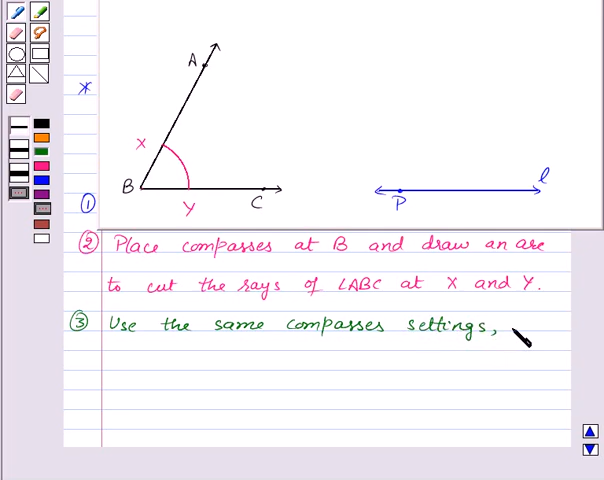 A
*
X
B
Y
C
P
l
①
② Place compasses at B and draw an arc
to cut the rays of ∠ABC at X and Y.
③ Use the same compasses settings,